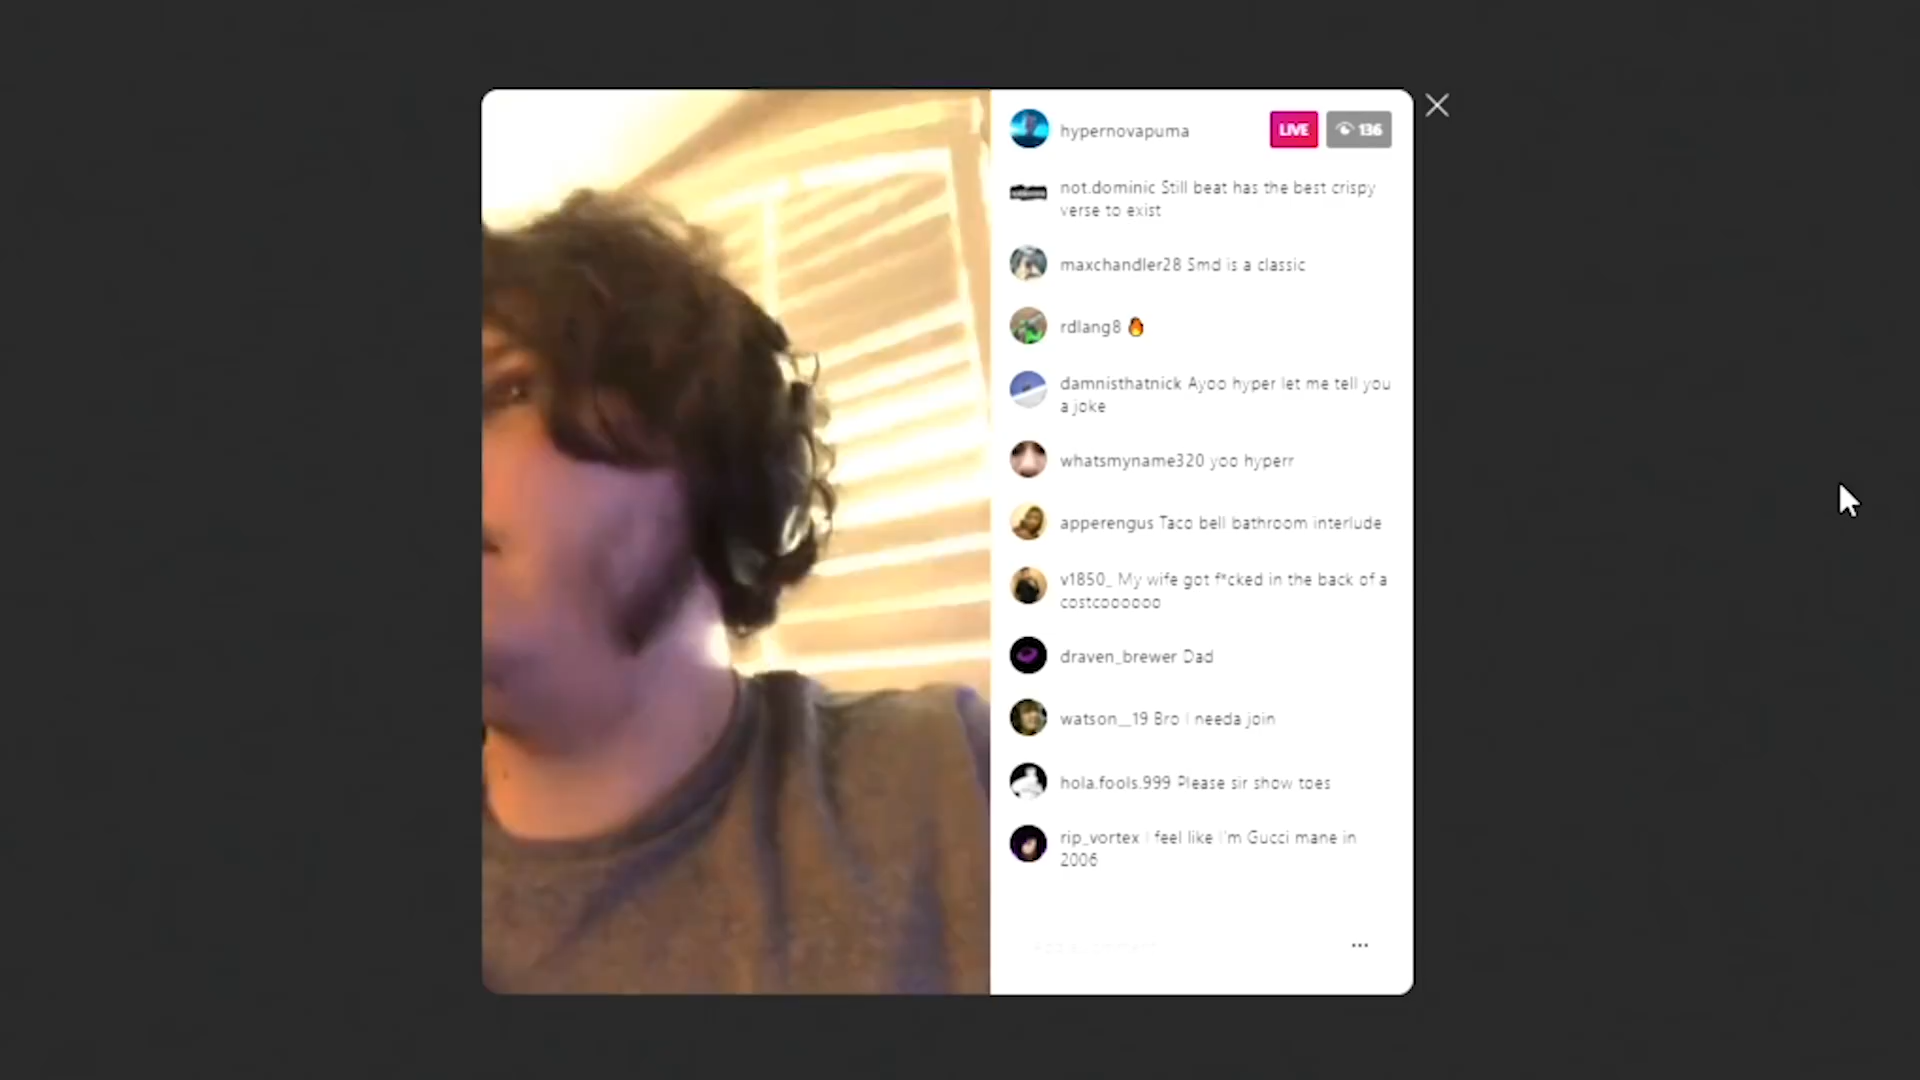 hypernovapuma LIVE 136
not.dominic Still beat has the best crispy
verse to exist
maxchandler28 Smd is a classic
rdlang8 🔥
damnisthatnick Ayoo hyper let me tell you
a joke
whatsmyname320 yoo hyperr
apperengus Taco bell bathroom interlude
v1850_ My wife got f*cked in the back of a
costcoooooo
draven_brewer Dad
watson__19 Bro I needa join
hola.fools.999 Please sir show toes
rip_vortex I feel like I'm Gucci mane in
2006
Add a comment
...